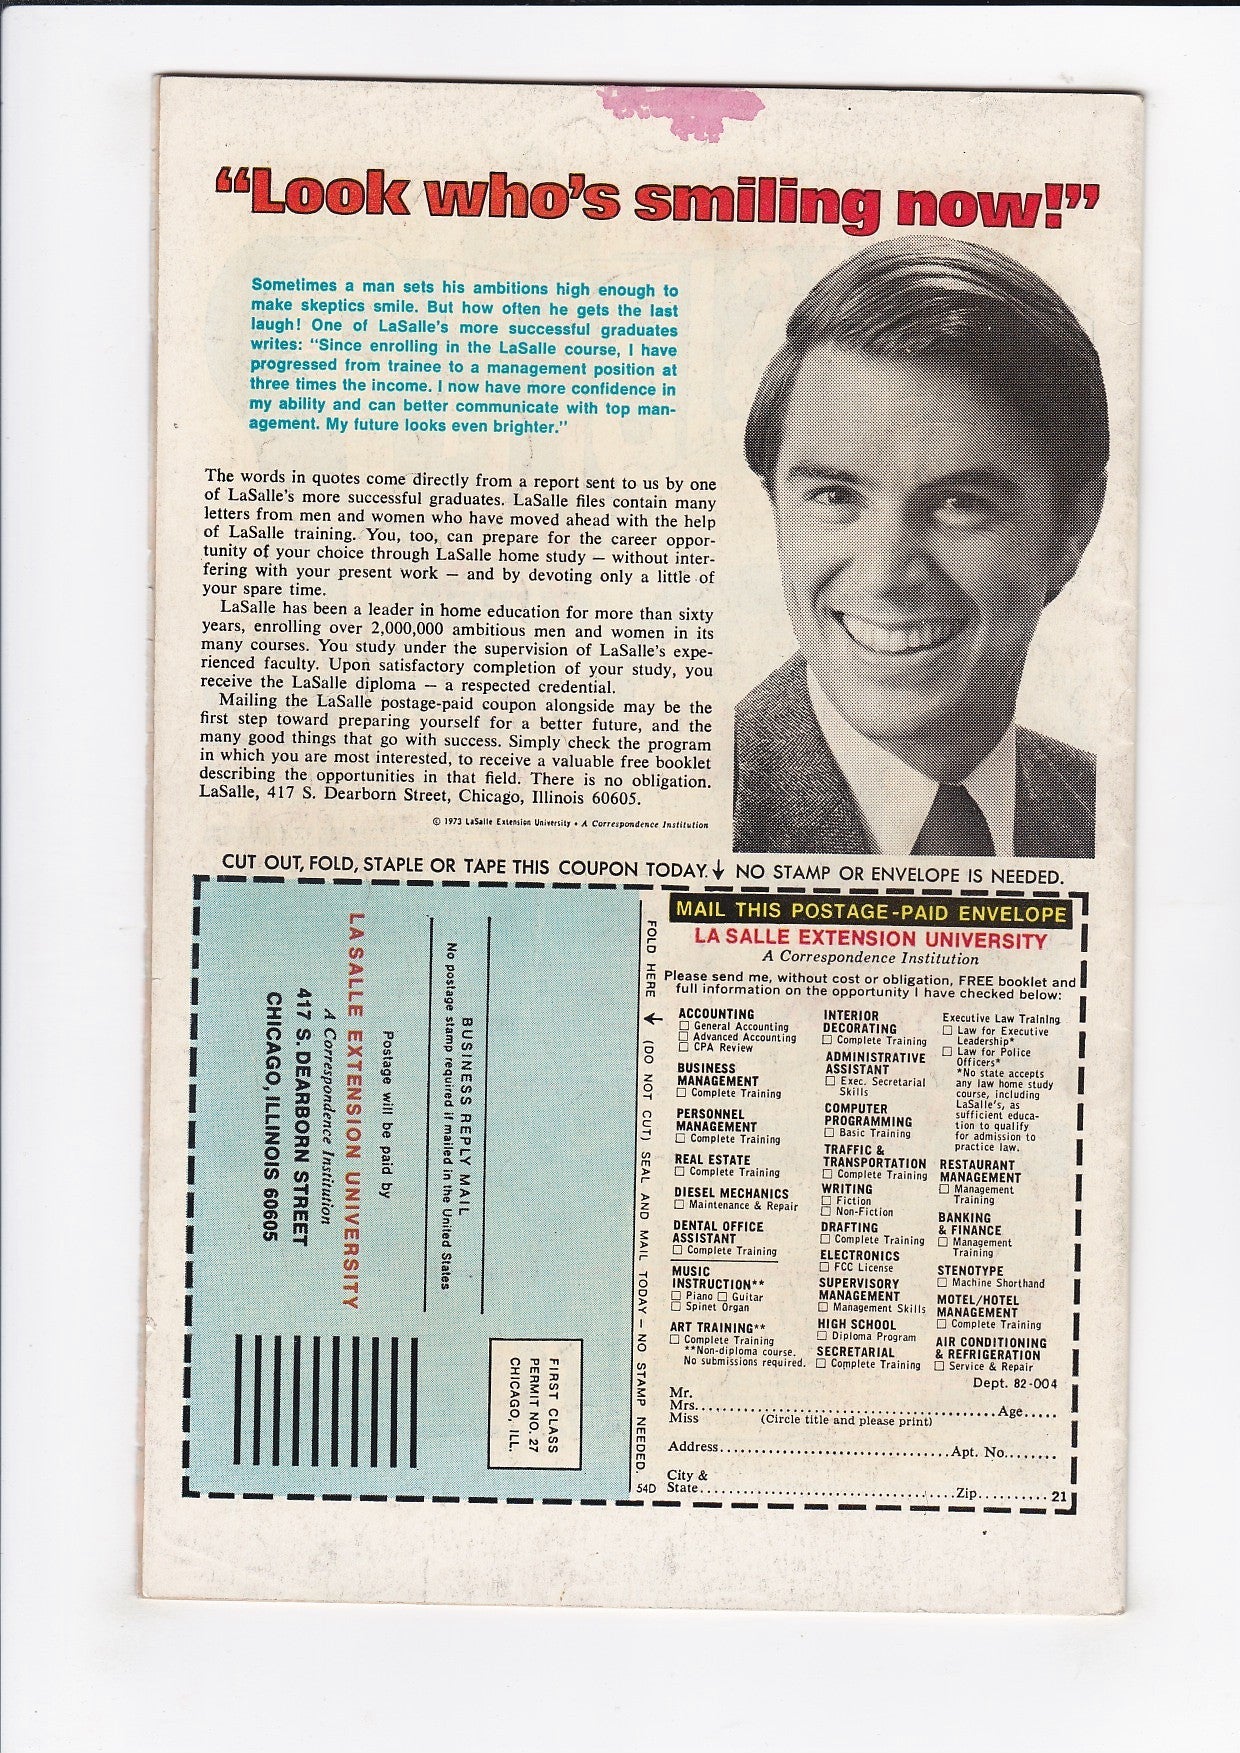 “Look who’s smiling now!”
Sometimes a man sets his ambitions high enough to
make skeptics smile. But how often he gets the last
laugh! One of LaSalle’s more successful graduates
writes: “Since enrolling in the LaSalle course, I have
progressed from trainee to a management position at
three times the income. I now have more confidence in
my ability and can better communicate with top man-
agement. My future looks even brighter.”
The words in quotes come directly from a report sent to us by one
of LaSalle’s more successful graduates. LaSalle files contain many
letters from men and women who have moved ahead with the help
of LaSalle training. You, too, can prepare for the career oppor-
tunity of your choice through LaSalle home study — without inter-
fering with your present work — and by devoting only a little of
your spare time.
LaSalle has been a leader in home education for more than sixty
years, enrolling over 2,000,000 ambitious men and women in its
many courses. You study under the supervision of LaSalle’s expe-
rienced faculty. Upon satisfactory completion of your study, you
receive the LaSalle diploma — a respected credential.
Mailing the LaSalle postage-paid coupon alongside may be the
first step toward preparing yourself for a better future, and the
many good things that go with success. Simply check the program
in which you are most interested, to receive a valuable free booklet
describing the opportunities in that field. There is no obligation.
LaSalle, 417 S. Dearborn Street, Chicago, Illinois 60605.
© 1973 LaSalle Extension University • A Correspondence Institution
CUT OUT, FOLD, STAPLE OR TAPE THIS COUPON TODAY. ↓ NO STAMP OR ENVELOPE IS NEEDED.
FIRST CLASS
PERMIT NO. 27
CHICAGO, ILL.
BUSINESS REPLY MAIL
No postage stamp required if mailed in the United States
Postage will be paid by
LA SALLE EXTENSION UNIVERSITY
A Correspondence Institution
417 S. DEARBORN STREET
CHICAGO, ILLINOIS 60605
FOLD HERE → (DO NOT CUT) SEAL AND MAIL TODAY — NO STAMP NEEDED.
54D
MAIL THIS POSTAGE-PAID ENVELOPE
LA SALLE EXTENSION UNIVERSITY
A Correspondence Institution
Please send me, without cost or obligation, FREE booklet and
full information on the opportunity I have checked below:
ACCOUNTING
☐ General Accounting
☐ Advanced Accounting
☐ CPA Review
BUSINESS
MANAGEMENT
☐ Complete Training
PERSONNEL
MANAGEMENT
☐ Complete Training
REAL ESTATE
☐ Complete Training
DIESEL MECHANICS
☐ Maintenance & Repair
DENTAL OFFICE
ASSISTANT
☐ Complete Training
MUSIC
INSTRUCTION**
☐ Piano ☐ Guitar
☐ Spinet Organ
ART TRAINING**
☐ Complete Training
**Non-diploma course.
No submissions required.
INTERIOR
DECORATING
☐ Complete Training
ADMINISTRATIVE
ASSISTANT
☐ Exec. Secretarial
Skills
COMPUTER
PROGRAMMING
☐ Basic Training
TRAFFIC &
TRANSPORTATION
☐ Complete Training
WRITING
☐ Fiction
☐ Non-Fiction
DRAFTING
☐ Complete Training
ELECTRONICS
☐ FCC License
SUPERVISORY
MANAGEMENT
☐ Management Skills
HIGH SCHOOL
☐ Diploma Program
SECRETARIAL
☐ Complete Training
Executive Law Training
☐ Law for Executive
Leadership*
☐ Law for Police
Officers*
*No state accepts
any law home study
course, including
LaSalle’s, as
sufficient educa-
tion to qualify
for admission to
practice law.
RESTAURANT
MANAGEMENT
☐ Management
Training
BANKING
& FINANCE
☐ Management
Training
STENOTYPE
☐ Machine Shorthand
MOTEL/HOTEL
MANAGEMENT
☐ Complete Training
AIR CONDITIONING
& REFRIGERATION
☐ Service & Repair
Dept. 82-004
Mr.
Mrs. Age
Miss (Circle title and please print)
Address Apt. No.
City &
State Zip 21